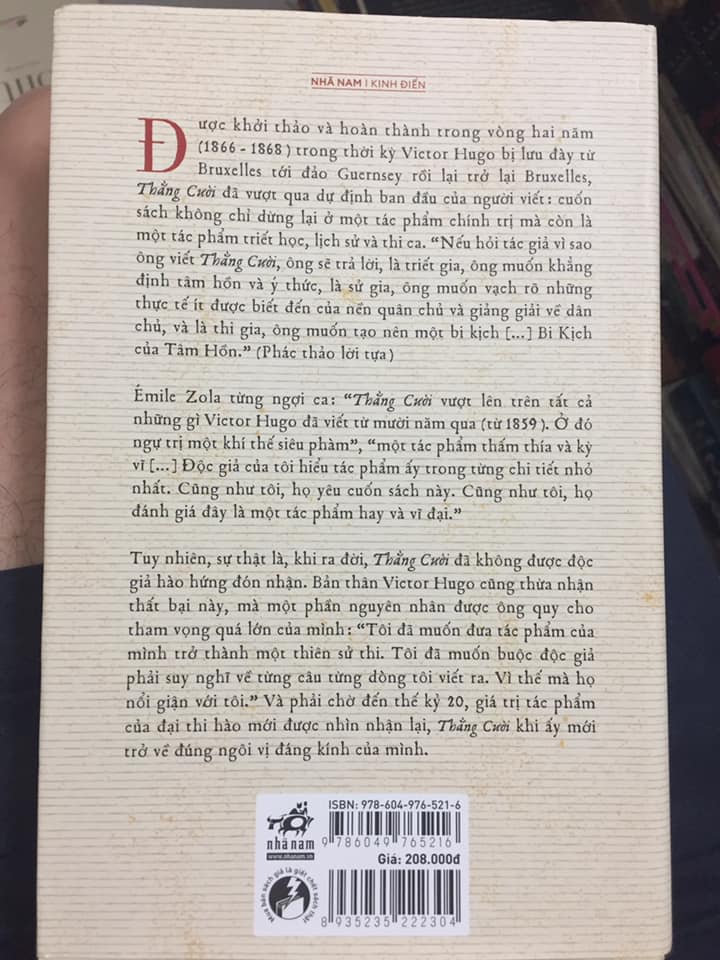 NHÃ NAM | KINH ĐIỂN
Được khởi thảo và hoàn thành trong vòng hai năm
(1866 - 1868) trong thời kỳ Victor Hugo bị lưu đày từ
Bruxelles tới đảo Guernsey rồi lại trở lại Bruxelles,
Thằng Cười đã vượt qua dự định ban đầu của người viết: cuốn
sách không chỉ dừng lại ở một tác phẩm chính trị mà còn là
một tác phẩm triết học, lịch sử và thi ca. “Nếu hỏi tác giả vì sao
ông viết Thằng Cười, ông sẽ trả lời, là triết gia, ông muốn khẳng
định tâm hồn và ý thức, là sử gia, ông muốn vạch rõ những
thực tế ít được biết đến của nền quân chủ và giảng giải về dân
chủ, và là thi gia, ông muốn tạo nên một bi kịch [...] Bi Kịch
của Tâm Hồn.” (Phác thảo lời tựa)
Émile Zola từng ngợi ca: “Thằng Cười vượt lên trên tất cả
những gì Victor Hugo đã viết từ mười năm qua (từ 1859). Ở đó
ngự trị một khí thế siêu phàm”, “một tác phẩm thấm thía và kỳ
vĩ [...] Độc giả của tôi hiểu tác phẩm ấy trong từng chi tiết nhỏ
nhất. Cũng như tôi, họ yêu cuốn sách này. Cũng như tôi, họ
đánh giá đây là một tác phẩm hay và vĩ đại.”
Tuy nhiên, sự thật là, khi ra đời, Thằng Cười đã không được độc
giả hào hứng đón nhận. Bản thân Victor Hugo cũng thừa nhận
thất bại này, mà một phần nguyên nhân được ông quy cho
tham vọng quá lớn của mình: “Tôi đã muốn đưa tác phẩm của
mình trở thành một thiên sử thi. Tôi đã muốn buộc độc giả
phải suy nghĩ về từng câu từng dòng tôi viết ra. Vì thế mà họ
nổi giận với tôi.” Và phải chờ đến thế kỷ 20, giá trị tác phẩm
của đại thi hào mới được nhìn nhận lại, Thằng Cười khi ấy mới
trở về đúng ngôi vị đáng kính của mình.
ISBN: 978-604-976-521-6
nhã nam
www.nhanam.vn
9 786049 765216
Giá: 208.000đ
Mua bán sách giả là giết chết sách thật
8 935235 222304